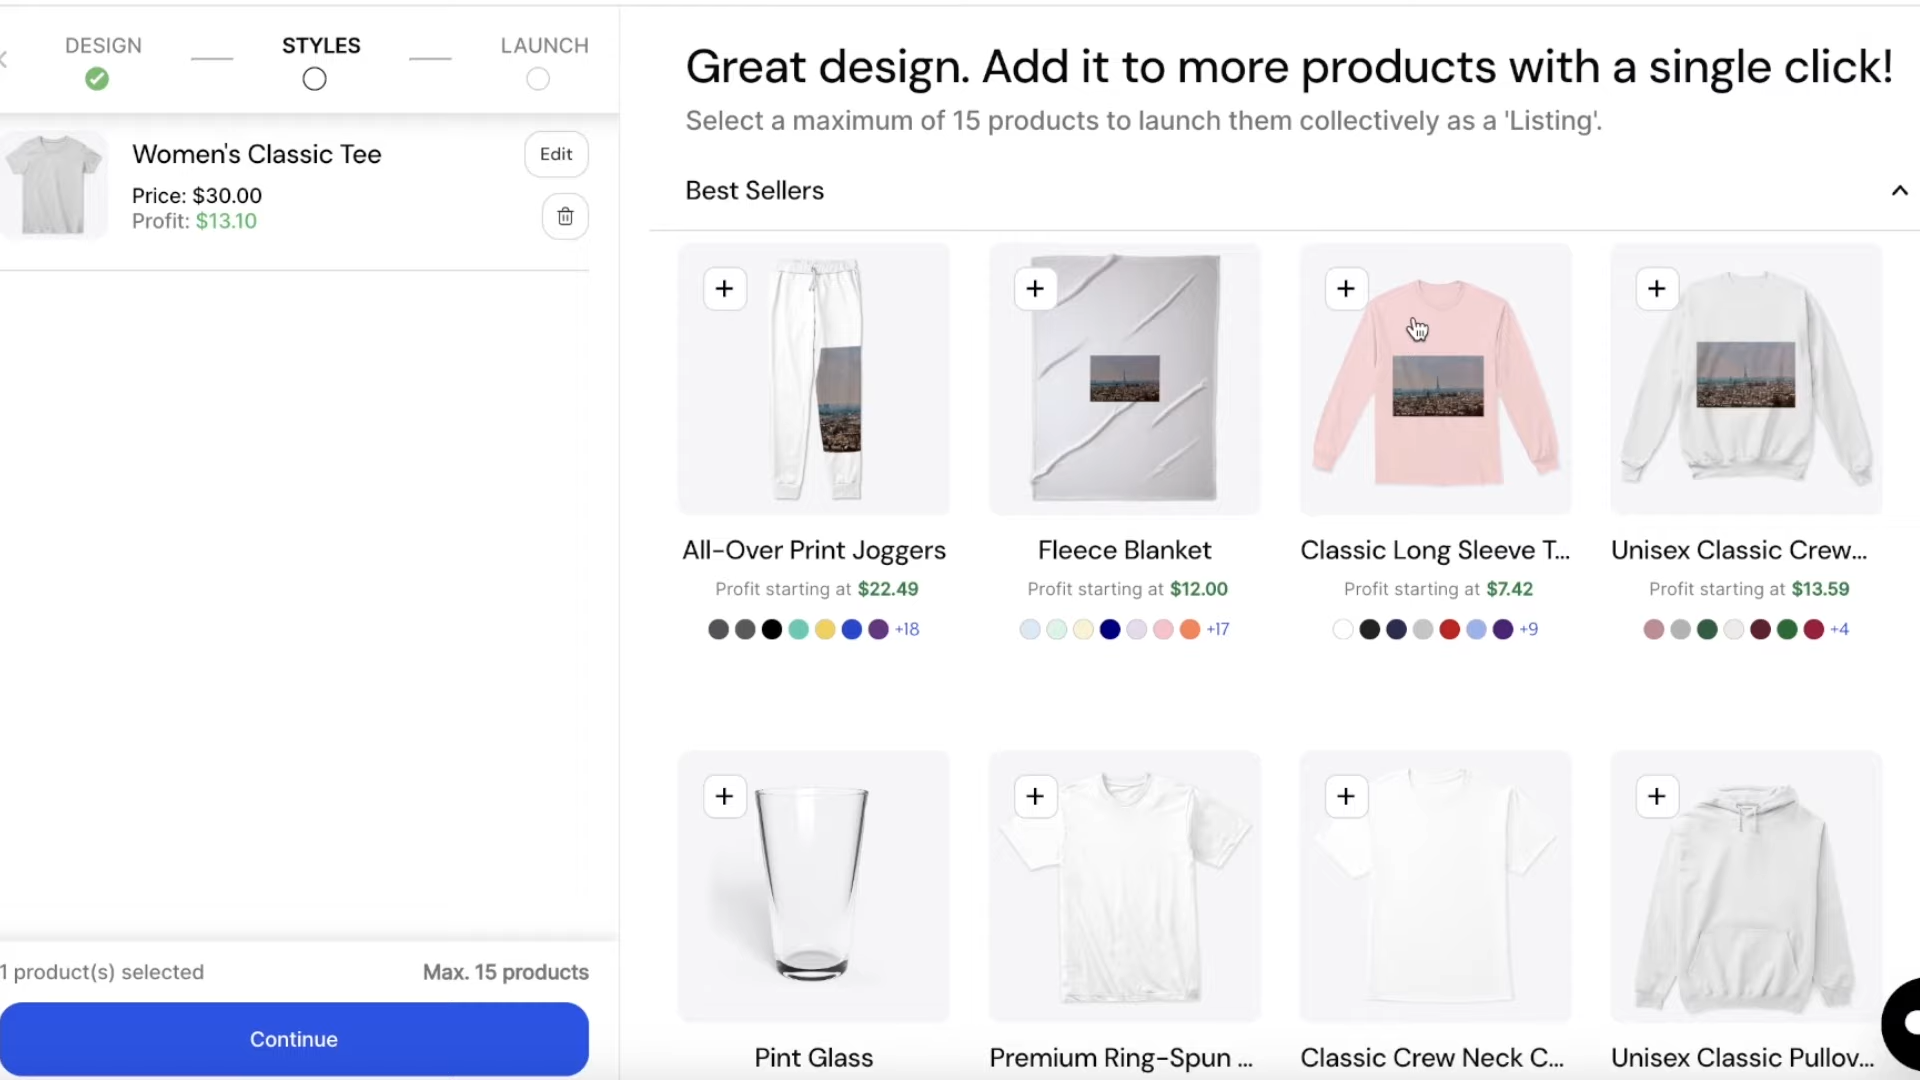 DESIGN
STYLES
LAUNCH
Women's Classic Tee
Edit
Price: $30.00
Profit: $13.10
1 product(s) selected
Max. 15 products
Continue
Great design. Add it to more products with a single click!
Select a maximum of 15 products to launch them collectively as a 'Listing'.
Best Sellers
All-Over Print Joggers
Profit starting at $22.49
+18
Fleece Blanket
Profit starting at $12.00
+17
Classic Long Sleeve T...
Profit starting at $7.42
+9
Unisex Classic Crew...
Profit starting at $13.59
+4
Pint Glass
Premium Ring-Spun ...
Classic Crew Neck C...
Unisex Classic Pullov...